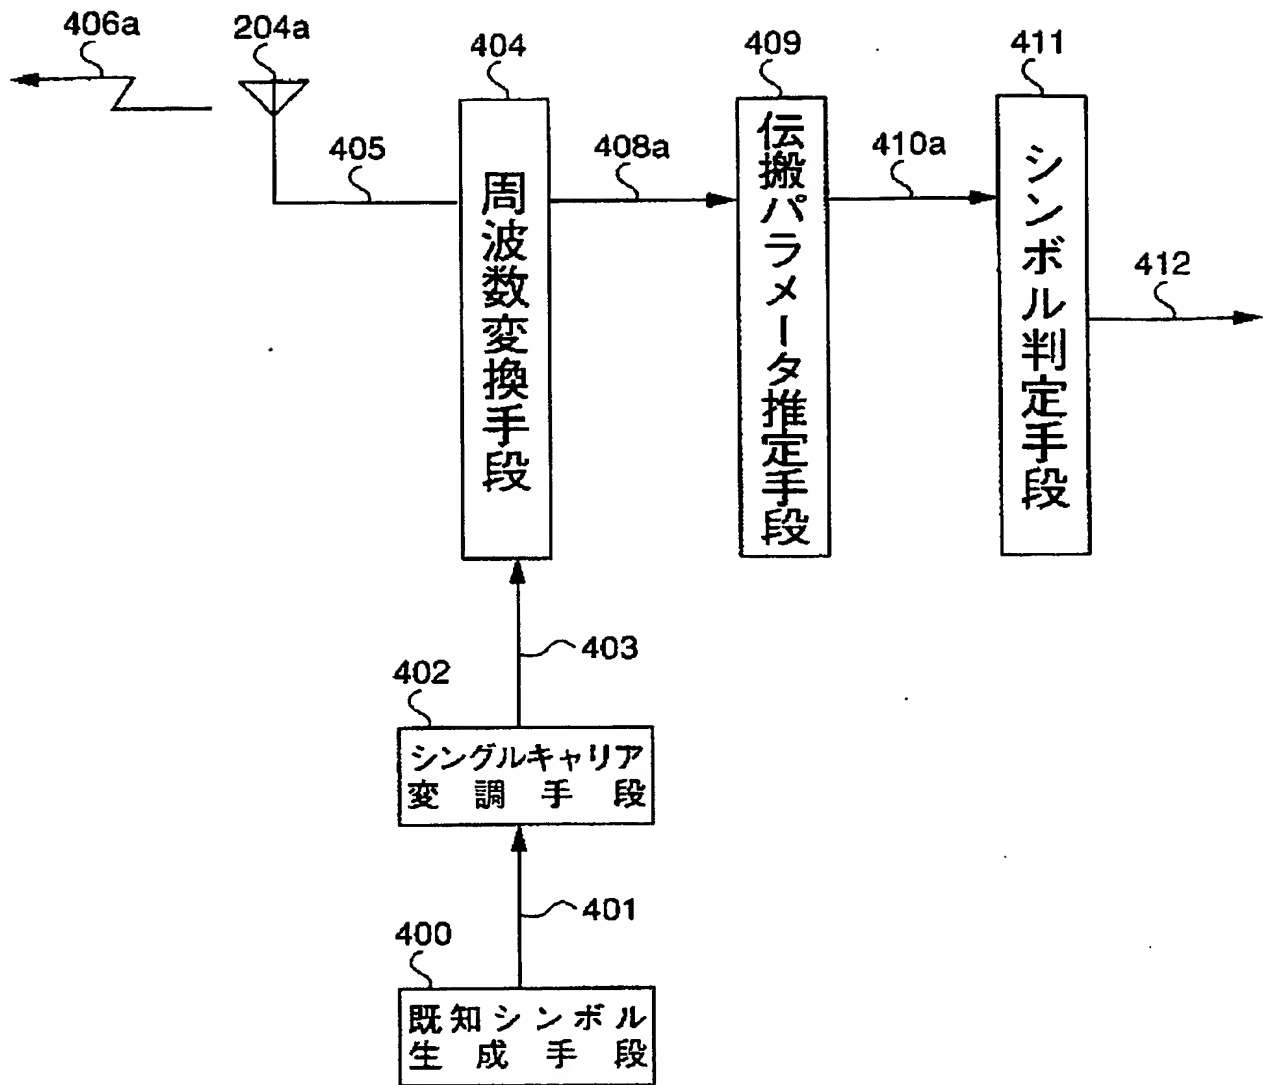 406a
204a
404
409
411
405
408a
410a
412
周波数変換手段
伝搬パラメータ推定手段
シンボル判定手段
403
402
シングルキャリア
変調手段
401
400
既知シンボル
生成手段